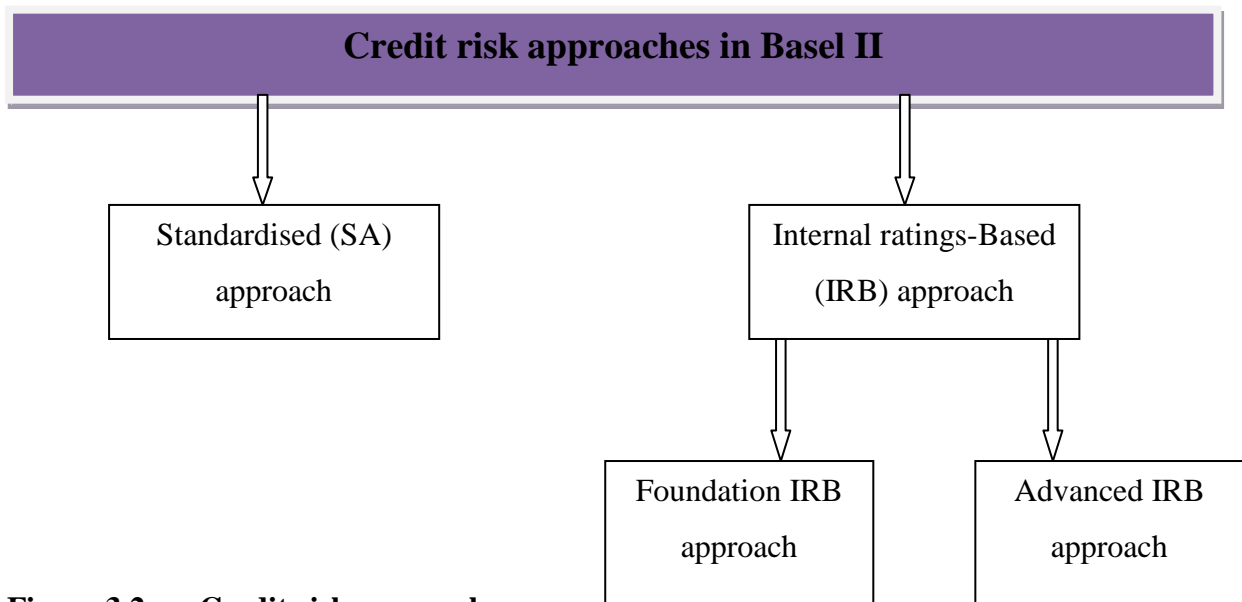 Credit risk approaches in Basel II
Standardised (SA)
approach
Internal ratings-Based
(IRB) approach
Foundation IRB
approach
Advanced IRB
approach